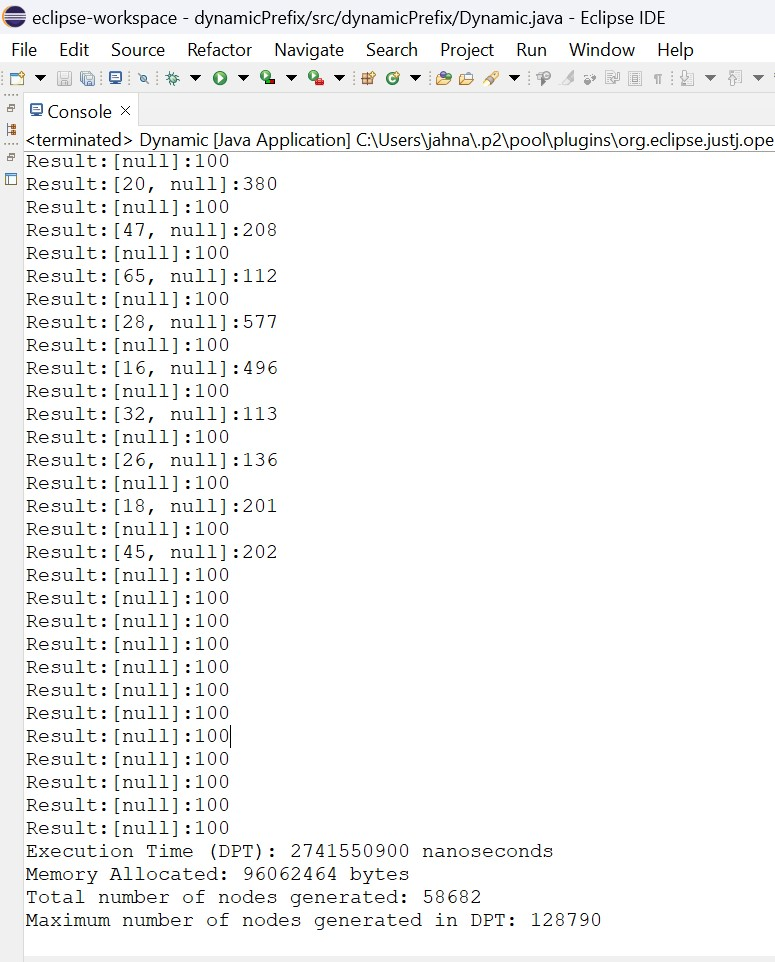 eclipse-workspace - dynamicPrefix/src/dynamicPrefix/Dynamic.java - Eclipse IDE
File Edit Source Refactor Navigate Search Project Run Window Help
Console
<terminated> Dynamic [Java Application] C:\Users\jahna\.p2\pool\plugins\org.eclipse.justj.ope
Result:[null]:100
Result:[20, null]:380
Result:[null]:100
Result:[47, null]:208
Result:[null]:100
Result:[65, null]:112
Result:[null]:100
Result:[28, null]:577
Result:[null]:100
Result:[16, null]:496
Result:[null]:100
Result:[32, null]:113
Result:[null]:100
Result:[26, null]:136
Result:[null]:100
Result:[18, null]:201
Result:[null]:100
Result:[45, null]:202
Result:[null]:100
Result:[null]:100
Result:[null]:100
Result:[null]:100
Result:[null]:100
Result:[null]:100
Result:[null]:100
Result:[null]:100
Result:[null]:100
Result:[null]:100
Result:[null]:100
Result:[null]:100
Execution Time (DPT): 2741550900 nanoseconds
Memory Allocated: 96062464 bytes
Total number of nodes generated: 58682
Maximum number of nodes generated in DPT: 128790